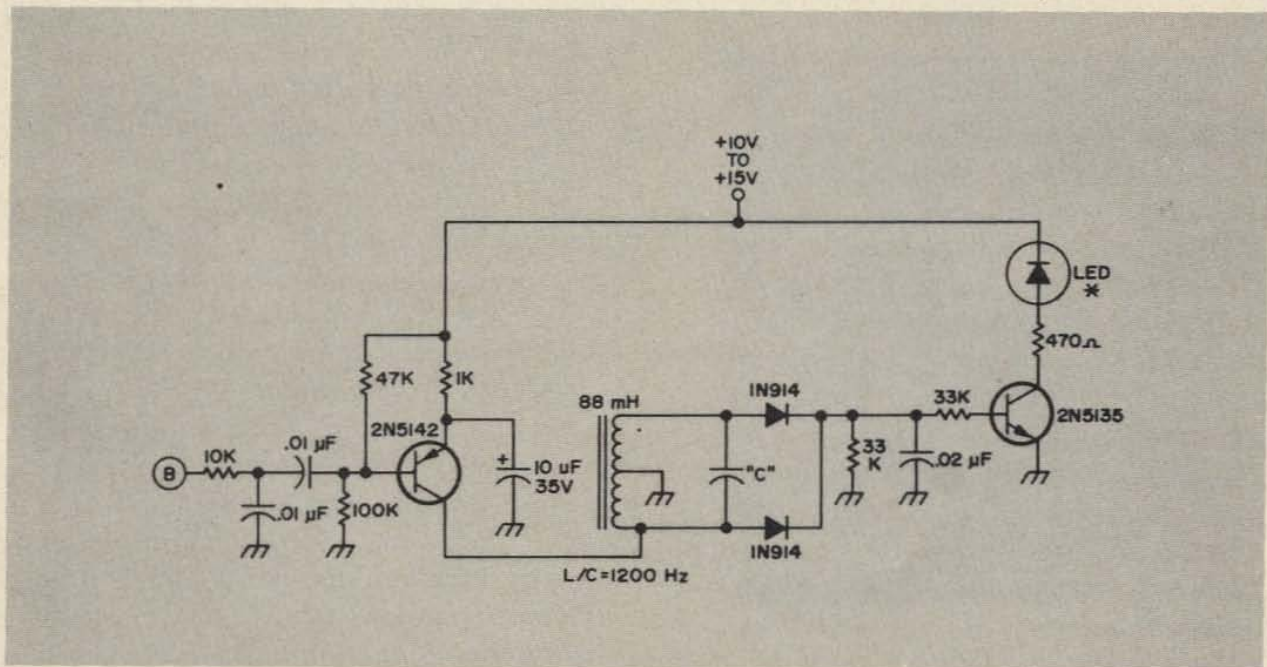 +10V
TO
+15V
LED
*
470Ω
47K
1K
88 mH
1N914
33K
2N5135
2N5142
10K
.01 µF
+
10 uF
35V
"C"
33
K
.02 µF
B
.01 µF
100K
1N914
L/C=1200 Hz